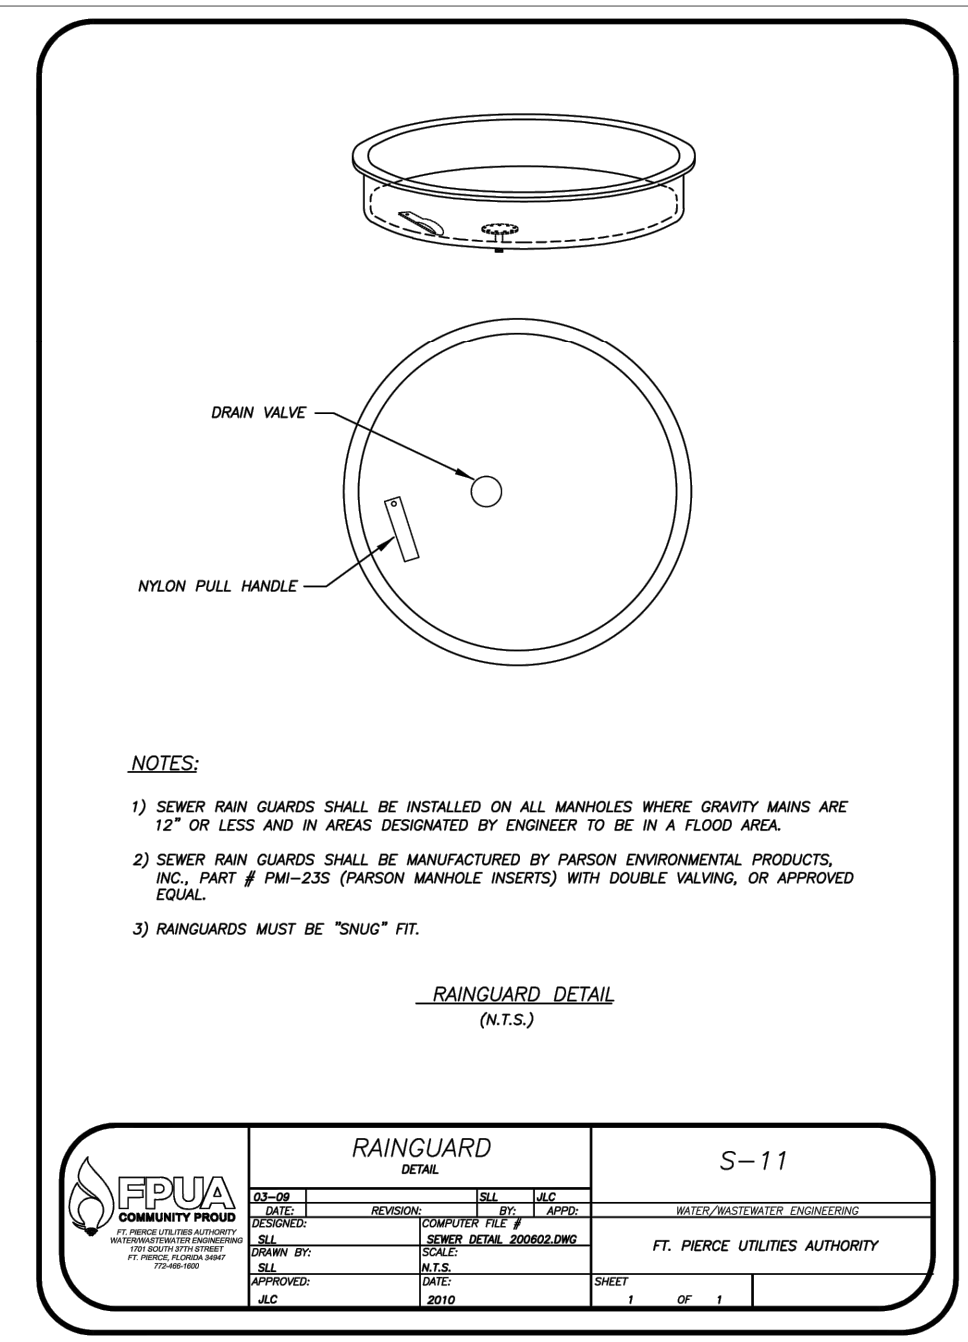 DRAIN VALVE
NYLON PULL HANDLE
NOTES:
1) SEWER RAIN GUARDS SHALL BE INSTALLED ON ALL MANHOLES WHERE GRAVITY MAINS ARE
12" OR LESS AND IN AREAS DESIGNATED BY ENGINEER TO BE IN A FLOOD AREA.
2) SEWER RAIN GUARDS SHALL BE MANUFACTURED BY PARSON ENVIRONMENTAL PRODUCTS,
INC., PART # PMI-23S (PARSON MANHOLE INSERTS) WITH DOUBLE VALVING, OR APPROVED
EQUAL.
3) RAINGUARDS MUST BE "SNUG" FIT.
RAINGUARD DETAIL
(N.T.S.)
FPUA
COMMUNITY PROUD
FT. PIERCE UTILITIES AUTHORITY
WATER/WASTEWATER ENGINEERING
1701 SOUTH 37TH STREET
FT. PIERCE, FLORIDA 34947
772-466-1600
RAINGUARD
DETAIL
03-09 SLL JLC
DATE: REVISION: BY: APPD:
DESIGNED: COMPUTER FILE #
SLL SEWER DETAIL 200602.DWG
DRAWN BY: SCALE:
SLL N.T.S.
APPROVED: DATE:
JLC 2010
S-11
WATER/WASTEWATER ENGINEERING
FT. PIERCE UTILITIES AUTHORITY
SHEET
1 OF 1